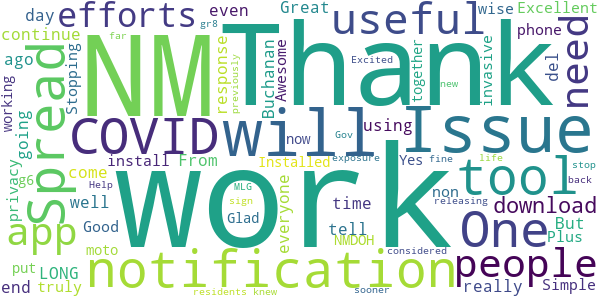 day efforts gr8 even Great useful wise Excellent
continue far response previously Awesome Excited phone
ago NM Thank need
working Spread Stopping Buchanan together new invasive del
going COVID will now Gov using Issue
privacy g6 install From Installed exposure Yes fine non life tool stop
come work back
app well Help MLG Glad everyone time One download
Good sign tell releasing But
put LONG moto NMDOH considered people Plus
end truly notification residents knew sooner really Simple